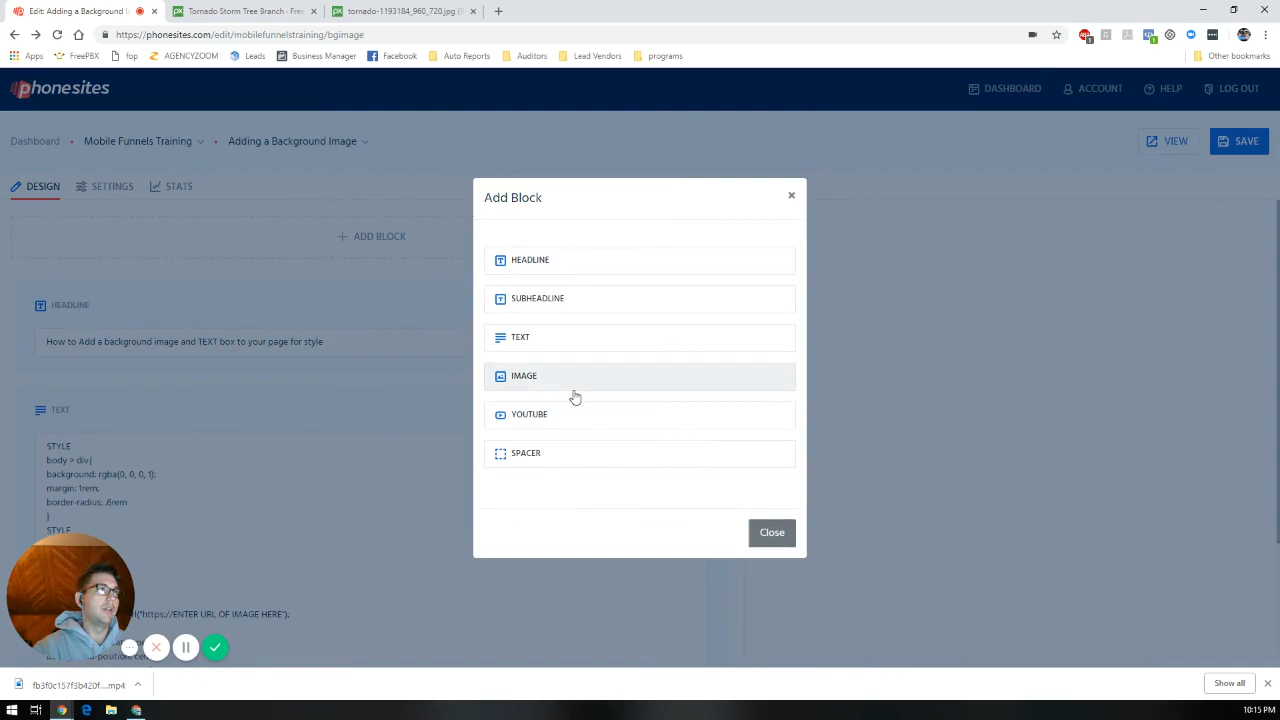 Edit: Adding a Background I
Tornado Storm Tree Branch - Free
tornado-1193184_960_720.jpg (9
https://phonesites.com/edit/mobilefunnelstraining/bgimage
Apps
FreePBX
fop
AGENCYZOOM
Leads
Business Manager
Facebook
Auto Reports
Auditors
Lead Vendors
programs
Other bookmarks
phonesites
DASHBOARD
ACCOUNT
HELP
LOG OUT
Dashboard • Mobile Funnels Training • Adding a Background Image
VIEW
SAVE
DESIGN
SETTINGS
STATS
Add Block
×
+ ADD BLOCK
HEADLINE
SUBHEADLINE
TEXT
IMAGE
YOUTUBE
SPACER
Close
HEADLINE
How to Add a background image and TEXT box to your page for style
TEXT
STYLE
body > div{
background: rgba(0, 0, 0, 1);
margin: 1rem;
border-radius: .6rem
}
STYLE
l("https://ENTER URL OF IMAGE HERE");
fb3f0c157f3b420f....mp4
Show all
10:15 PM